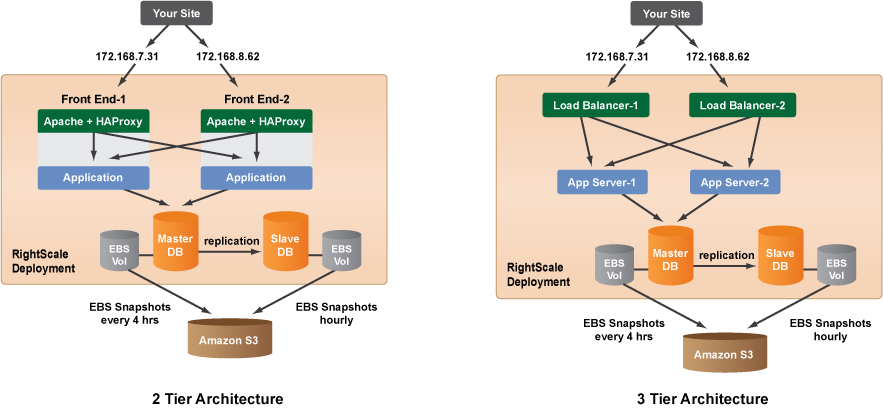 Your Site
172.168.7.31
172.168.8.62
Front End-1
Front End-2
Apache + HAProxy
Apache + HAProxy
Application
Application
Master
DB
replication
Slave
DB
EBS
Vol
EBS
Vol
RightScale
Deployment
EBS Snapshots
every 4 hrs
EBS Snapshots
hourly
Amazon S3
2 Tier Architecture
Your Site
172.168.7.31
172.168.8.62
Load Balancer-1
Load Balancer-2
App Server-1
App Server-2
Master
DB
replication
Slave
DB
EBS
Vol
EBS
Vol
RightScale
Deployment
EBS Snapshots
every 4 hrs
EBS Snapshots
hourly
Amazon S3
3 Tier Architecture